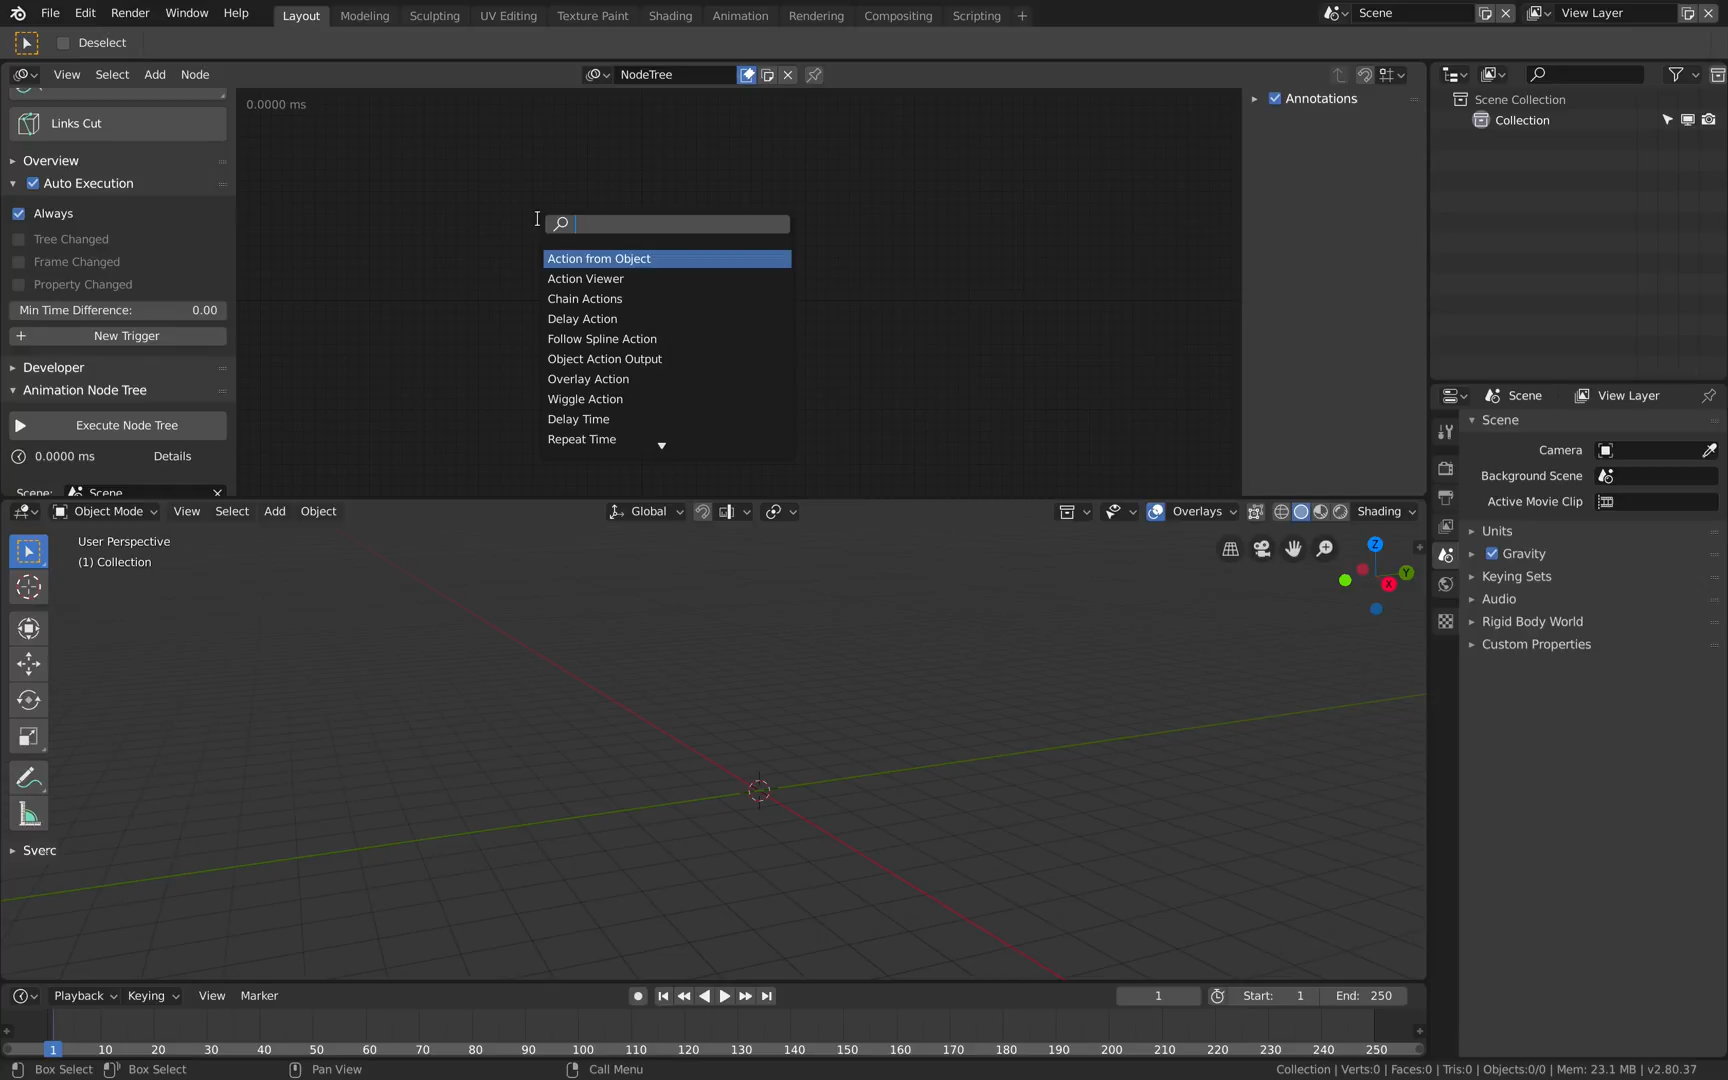 File Edit Render Window Help Layout Modeling Sculpting UV Editing Texture Paint Shading Animation Rendering Compositing Scripting + Scene View Layer
Deselect
View Select Add Node NodeTree
0.0000 ms
Annotations
Scene Collection
Collection
Links Cut
Overview
Auto Execution
Always
Tree Changed
Frame Changed
Property Changed
Min Time Difference: 0.00
+ New Trigger
Developer
Animation Node Tree
Execute Node Tree
0.0000 ms Details
Scene: Scene
Action from Object
Action Viewer
Chain Actions
Delay Action
Follow Spline Action
Object Action Output
Overlay Action
Wiggle Action
Delay Time
Repeat Time
Scene View Layer
Scene
Camera
Background Scene
Active Movie Clip
Units
Gravity
Keying Sets
Audio
Rigid Body World
Custom Properties
Object Mode View Select Add Object Global Overlays Shading
User Perspective
(1) Collection
Z
Y
X
Sverc
Playback Keying View Marker 1 Start: 1 End: 250
1 10 20 30 40 50 60 70 80 90 100 110 120 130 140 150 160 170 180 190 200 210 220 230 240 250
Box Select Box Select Pan View Call Menu Collection | Verts:0 | Faces:0 | Tris:0 | Objects:0/0 | Mem: 23.1 MB | v2.80.37